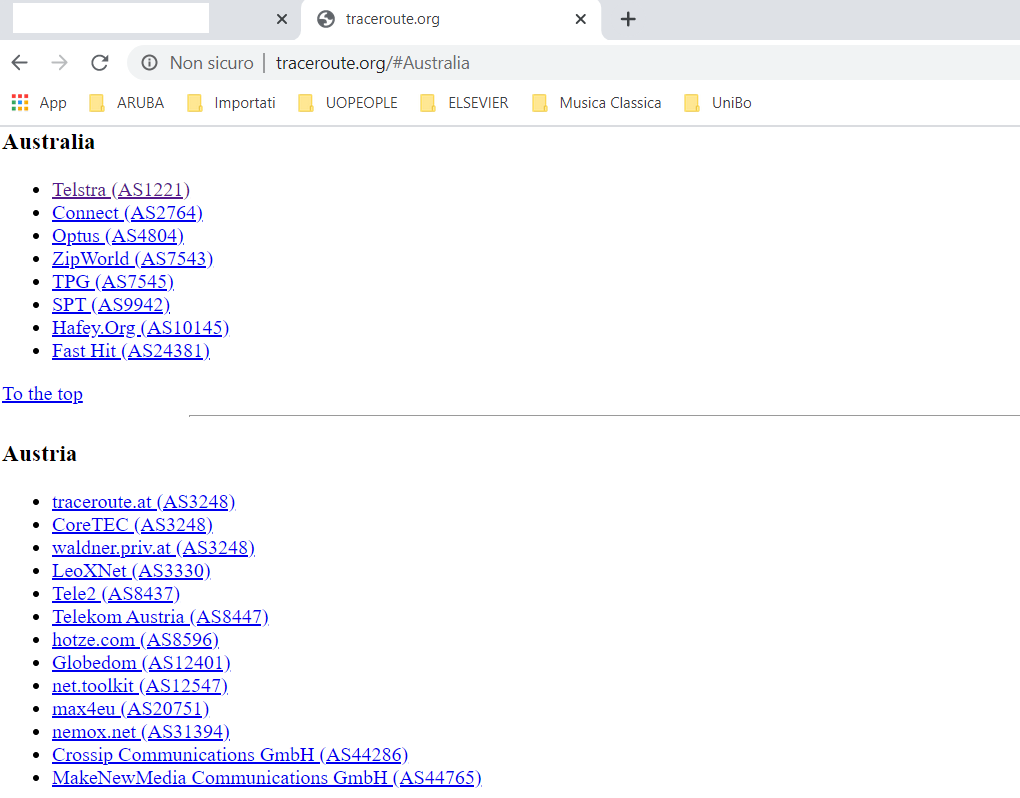 traceroute.org
Non sicuro | traceroute.org/#Australia
App ARUBA Importati UOPEOPLE ELSEVIER Musica Classica UniBo
Australia
Telstra (AS1221)
Connect (AS2764)
Optus (AS4804)
ZipWorld (AS7543)
TPG (AS7545)
SPT (AS9942)
Hafey.Org (AS10145)
Fast Hit (AS24381)
To the top
Austria
traceroute.at (AS3248)
CoreTEC (AS3248)
waldner.priv.at (AS3248)
LeoXNet (AS3330)
Tele2 (AS8437)
Telekom Austria (AS8447)
hotze.com (AS8596)
Globedom (AS12401)
net.toolkit (AS12547)
max4eu (AS20751)
nemox.net (AS31394)
Crossip Communications GmbH (AS44286)
MakeNewMedia Communications GmbH (AS44765)